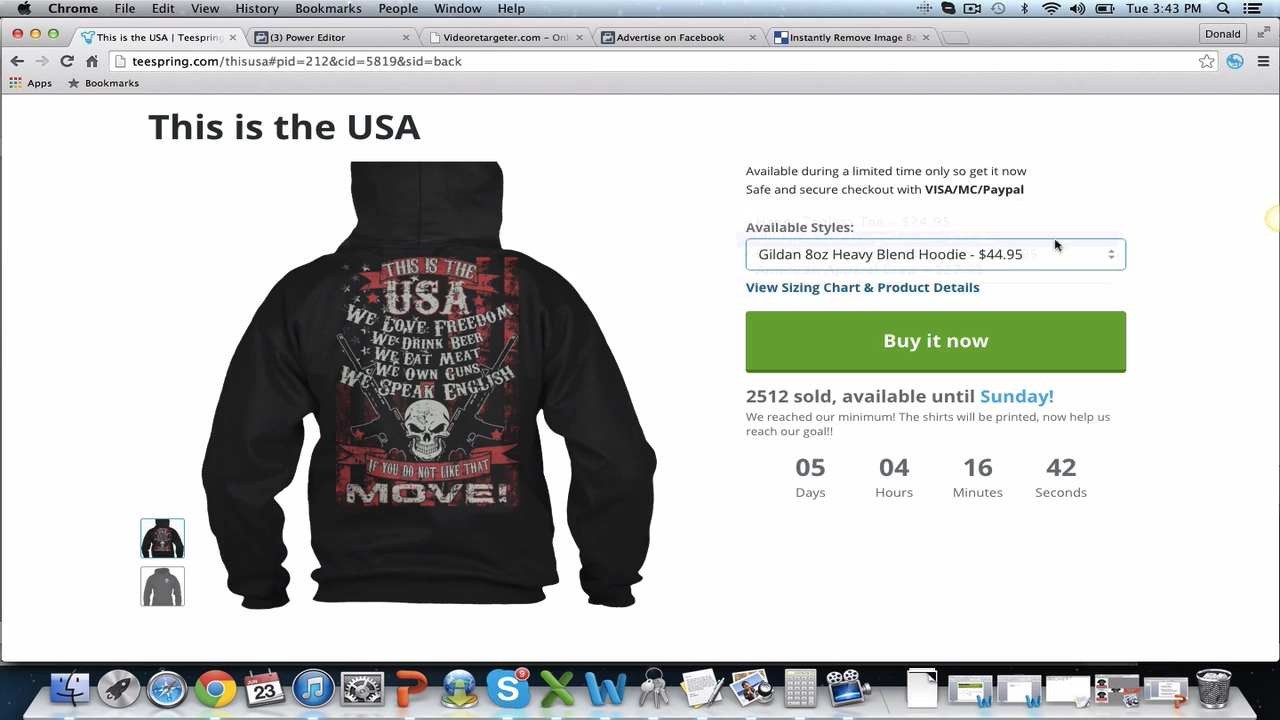 Chrome File Edit View History Bookmarks People Window Help
Tue 3:43 PM
This is the USA | Teespring
(3) Power Editor
Videoretargeter.com – Onl
Advertise on Facebook
Instantly Remove Image Ba
Donald
teespring.com/thisusa#pid=212&cid=5819&sid=back
Apps Bookmarks
This is the USA
THIS IS THE
USA
WE LOVE FREEDOM
WE DRINK BEER
WE EAT MEAT
WE OWN GUNS
WE SPEAK ENGLISH
IF YOU DO NOT LIKE THAT
MOVE!
Available during a limited time only so get it now
Safe and secure checkout with VISA/MC/Paypal
Tee – $24.95
Available Styles:
Gildan 8oz Heavy Blend Hoodie - $44.95
View Sizing Chart & Product Details
Buy it now
2512 sold, available until Sunday!
We reached our minimum! The shirts will be printed, now help us
reach our goal!!
05 04 16 42
Days Hours Minutes Seconds
JUN
23
9